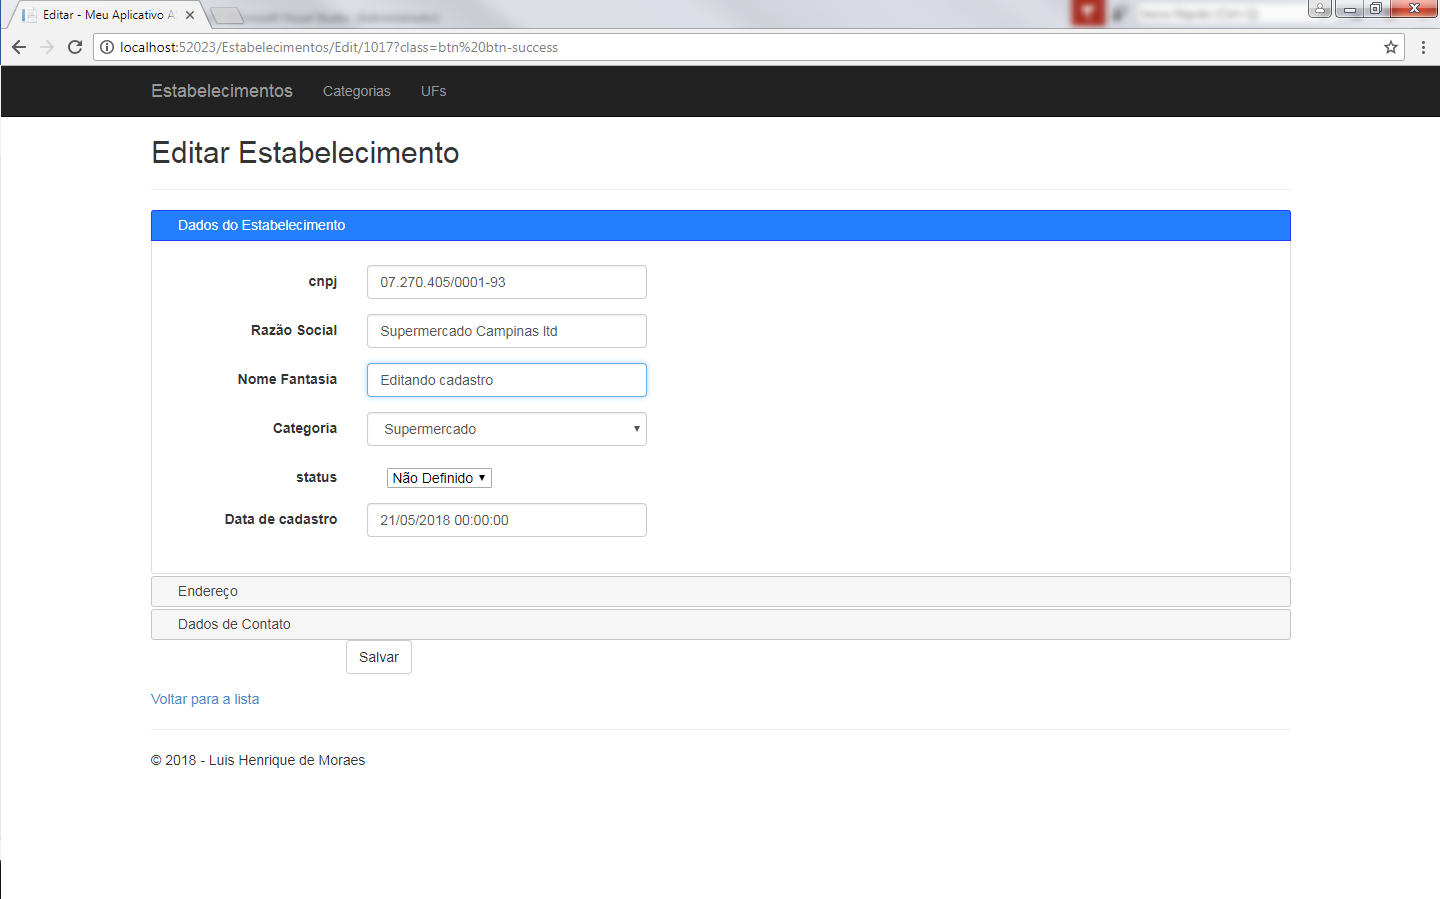 Editar - Meu Aplicativo A
localhost:52023/Estabelecimentos/Edit/1017?class=btn%20btn-success
Estabelecimentos Categorias UFs
Editar Estabelecimento
Dados do Estabelecimento
cnpj 07.270.405/0001-93
Razão Social Supermercado Campinas ltd
Nome Fantasia Editando cadastro
Categoria Supermercado
status Não Definido
Data de cadastro 21/05/2018 00:00:00
Endereço
Dados de Contato
Salvar
Voltar para a lista
© 2018 - Luis Henrique de Moraes